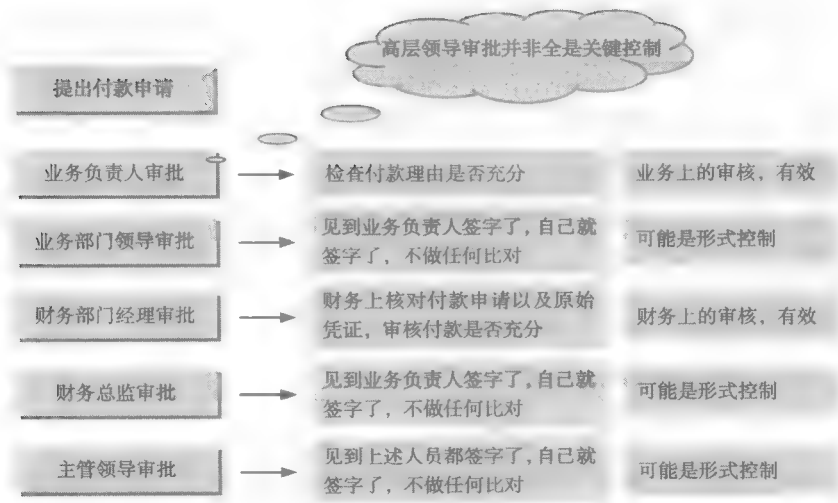 高层领导审批并非全是关键控制
提出付款申请
业务负责人审批
检查付款理由是否充分
业务上的审核，有效
业务部门领导审批
见到业务负责人签字了，自己就
签字了，不做任何比对
可能是形式控制
财务部门经理审批
财务上核对付款申请以及原始
凭证，审核付款是否充分
财务上的审核，有效
财务总监审批
见到业务负责人签字了，自己就
签字了，不做任何比对
可能是形式控制
主管领导审批
见到上述人员都签字了，自己就
签字了，不做任何比对
可能是形式控制